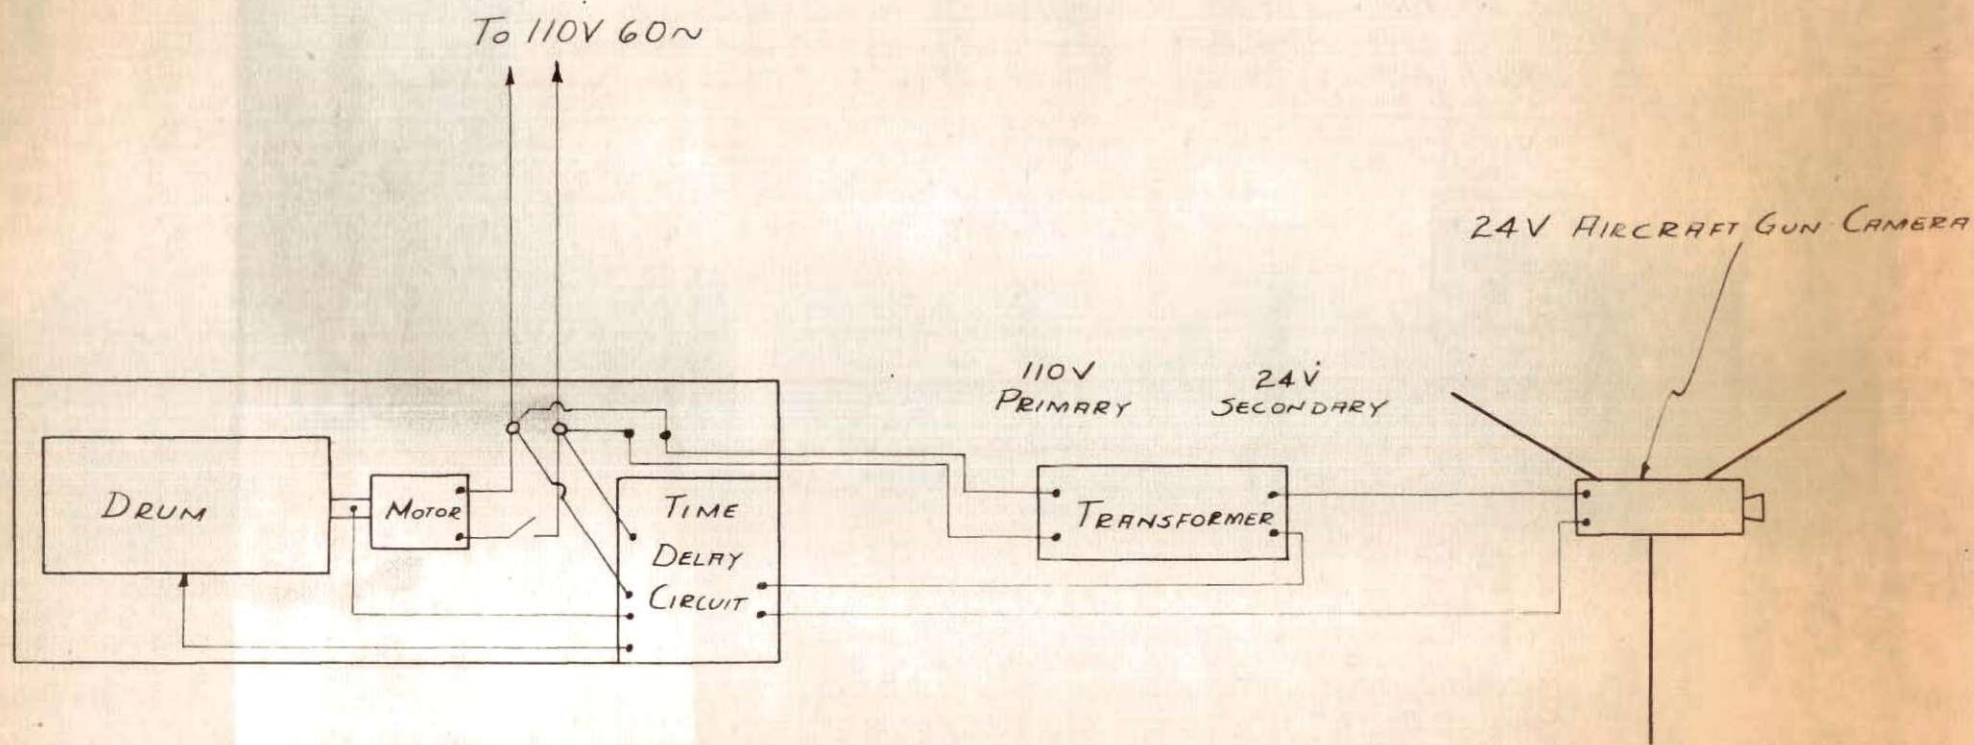 To 110V 60~
24V AIRCRAFT GUN CAMERA
110V
PRIMARY
24V
SECONDARY
DRUM
MOTOR
TIME
DELAY
CIRCUIT
TRANSFORMER